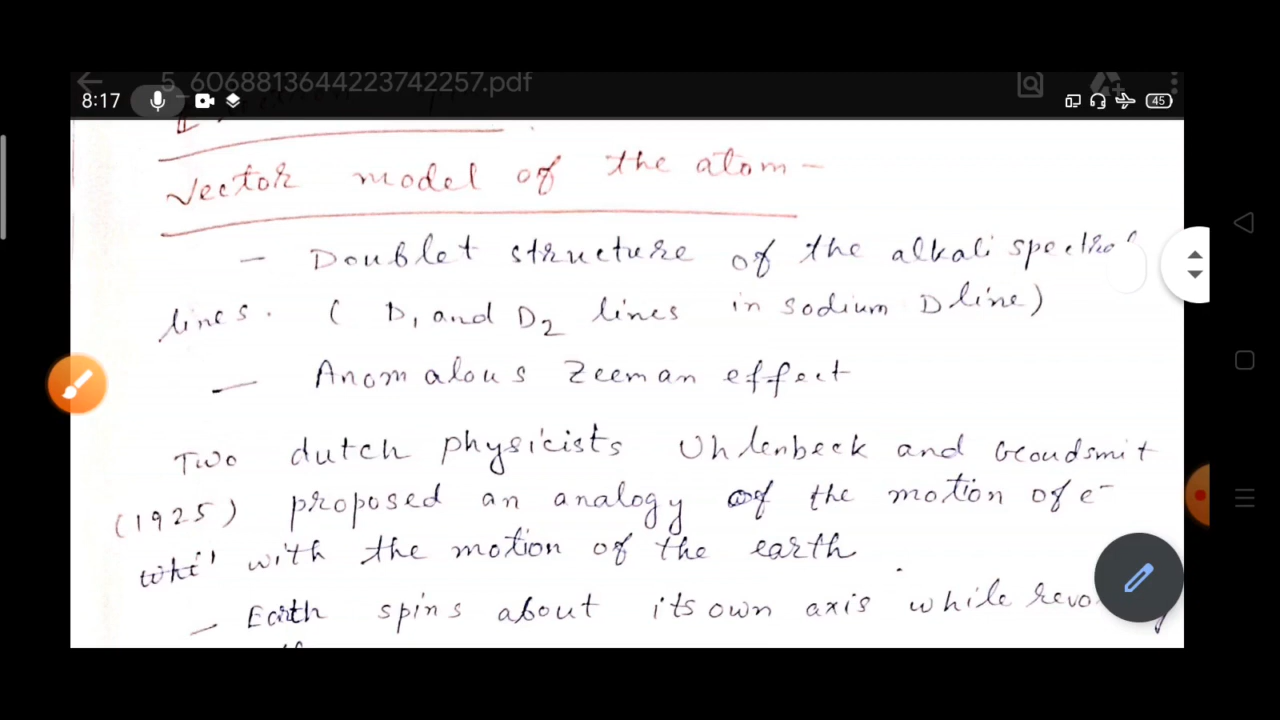 5_6068813644223742257.pdf
8:17
45
Vector model of the atom -
- Doublet structure of the alkali spectral
lines. ( D1 and D2 lines in sodium D line)
- Anomalous Zeeman effect
Two dutch physicists Uhlenbeck and Goudsmit
(1925) proposed an analogy of the motion of e-
with the motion of the earth
- Earth spins about its own axis while